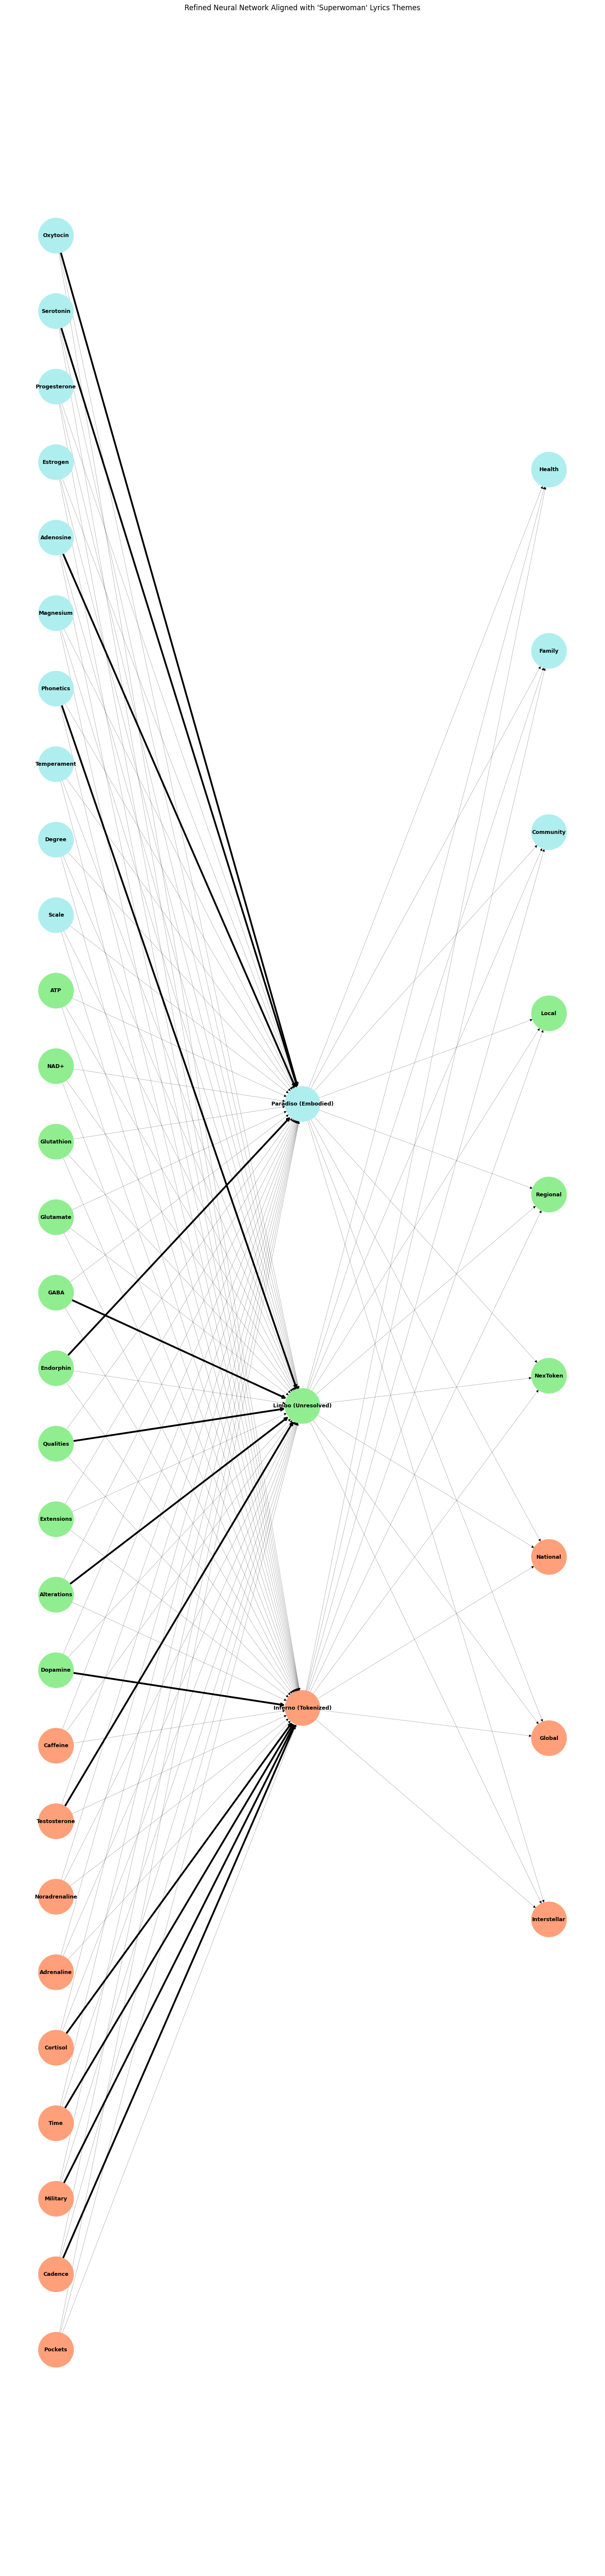 Refined Neural Network Aligned with 'Superwoman' Lyrics Themes
Oxytocin
Serotonin
Progesterone
Estrogen
Adenosine
Magnesium
Phonetics
Temperament
Degree
Scale
ATP
NAD+
Glutathion
Glutamate
GABA
Endorphin
Qualities
Extensions
Alterations
Dopamine
Caffeine
Testosterone
Noradrenaline
Adrenaline
Cortisol
Time
Military
Cadence
Pockets
Paradiso (Embodied)
Limbo (Unresolved)
Inferno (Tokenized)
Health
Family
Community
Local
Regional
NexToken
National
Global
Interstellar